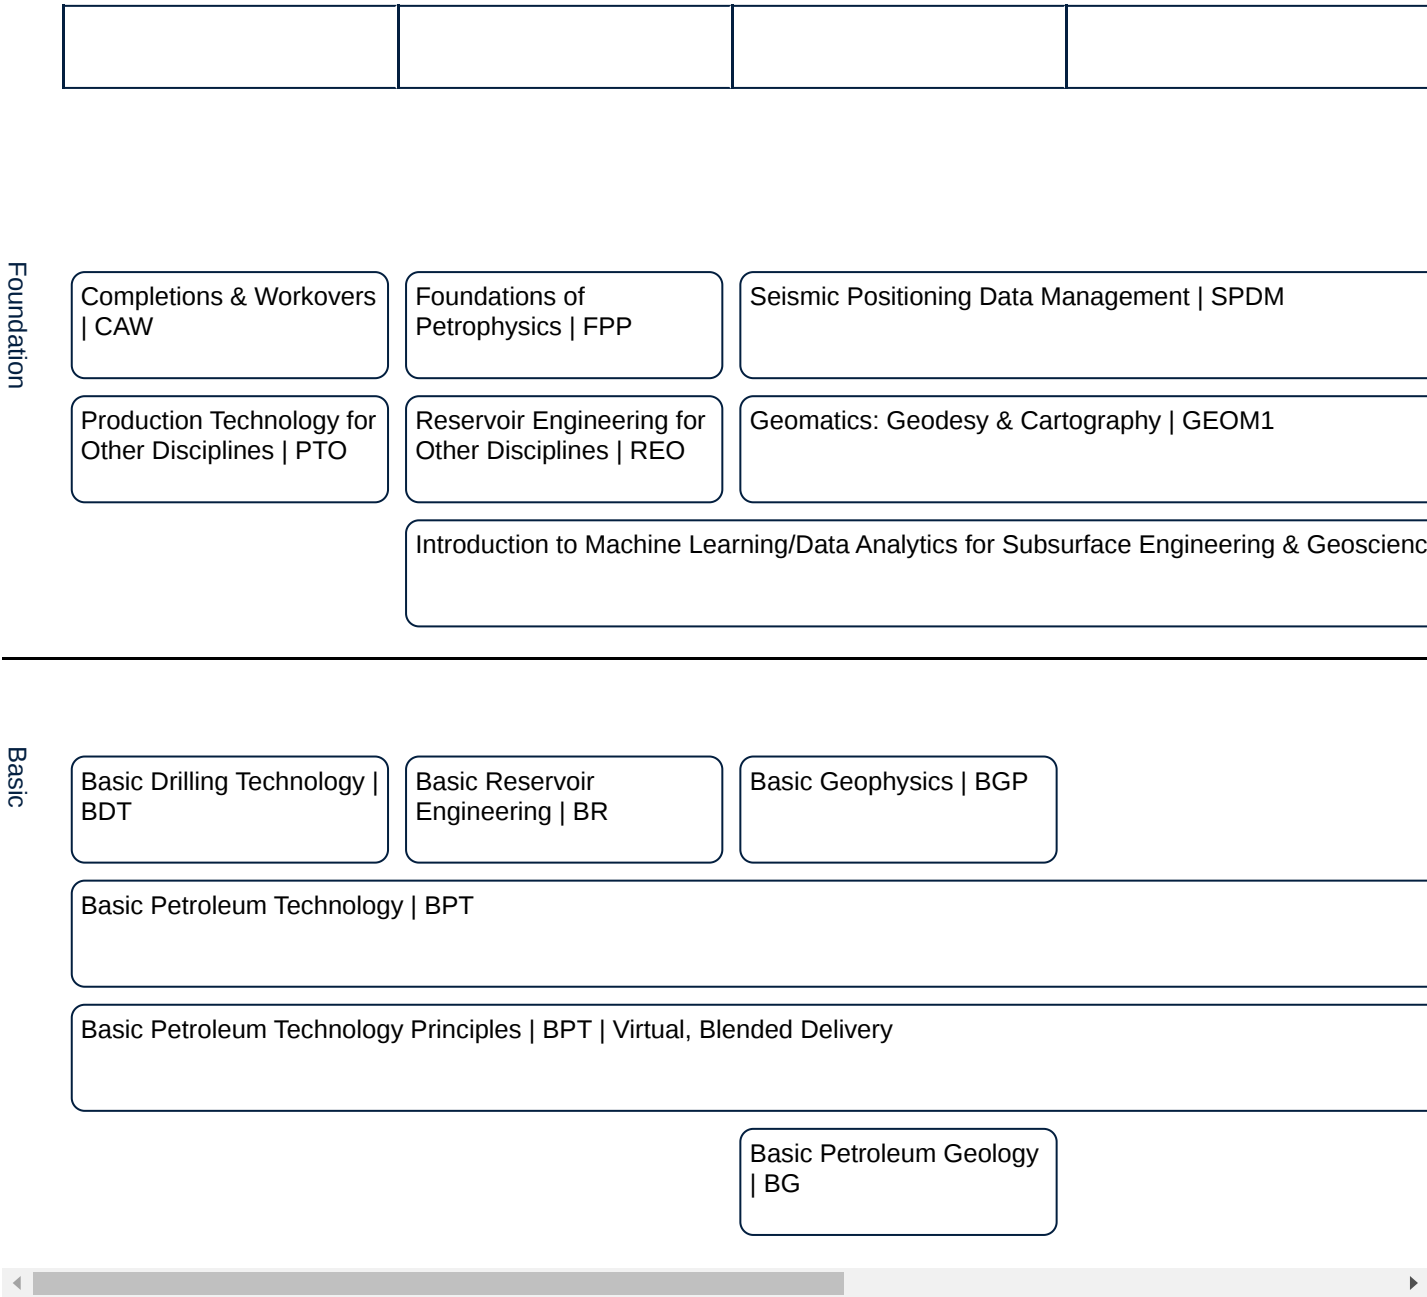 Foundation
Completions & Workovers
| CAW
Foundations of
Petrophysics | FPP
Seismic Positioning Data Management | SPDM
Production Technology for
Other Disciplines | PTO
Reservoir Engineering for
Other Disciplines | REO
Geomatics: Geodesy & Cartography | GEOM1
Introduction to Machine Learning/Data Analytics for Subsurface Engineering & Geoscienc
Basic
Basic Drilling Technology |
BDT
Basic Reservoir
Engineering | BR
Basic Geophysics | BGP
Basic Petroleum Technology | BPT
Basic Petroleum Technology Principles | BPT | Virtual, Blended Delivery
Basic Petroleum Geology
| BG